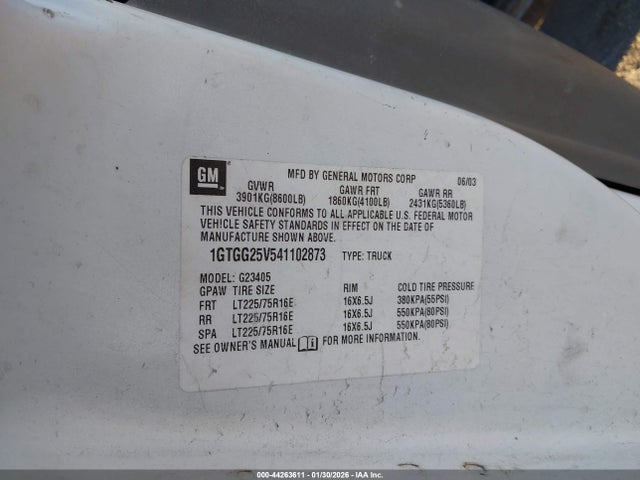 GM
MFD BY GENERAL MOTORS CORP 06/03
GVWR GAWR FRT GAWR RR
3901KG(8600LB) 1860KG(4100LB) 2431KG(5360LB)
THIS VEHICLE CONFORMS TO ALL APPLICABLE U.S. FEDERAL MOTOR
VEHICLE SAFETY STANDARDS IN EFFECT ON THE DATE OF
MANUFACTURE SHOWN ABOVE.
1GTGG25V541102873 TYPE: TRUCK
MODEL: G23405
GPAW TIRE SIZE RIM COLD TIRE PRESSURE
FRT LT225/75R16E 16X6.5J 380KPA(55PSI)
RR LT225/75R16E 16X6.5J 550KPA(80PSI)
SPA LT225/75R16E 16X6.5J 550KPA(80PSI)
SEE OWNER'S MANUAL FOR MORE INFORMATION.
000-44263611 - 01/30/2026 - IAA Inc.